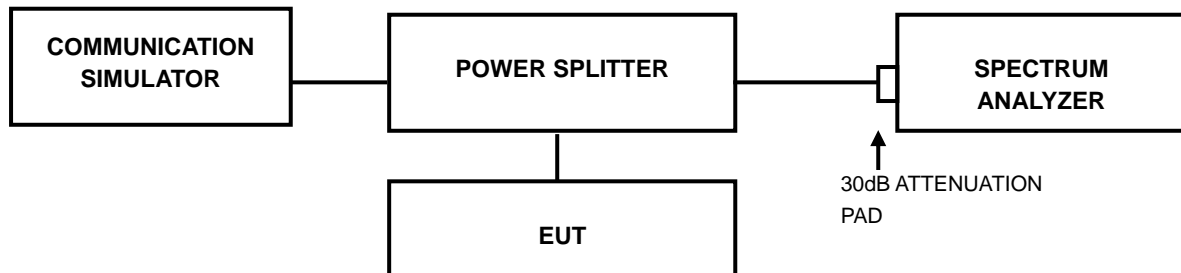 COMMUNICATION
SIMULATOR
POWER SPLITTER
SPECTRUM
ANALYZER
30dB ATTENUATION
PAD
EUT